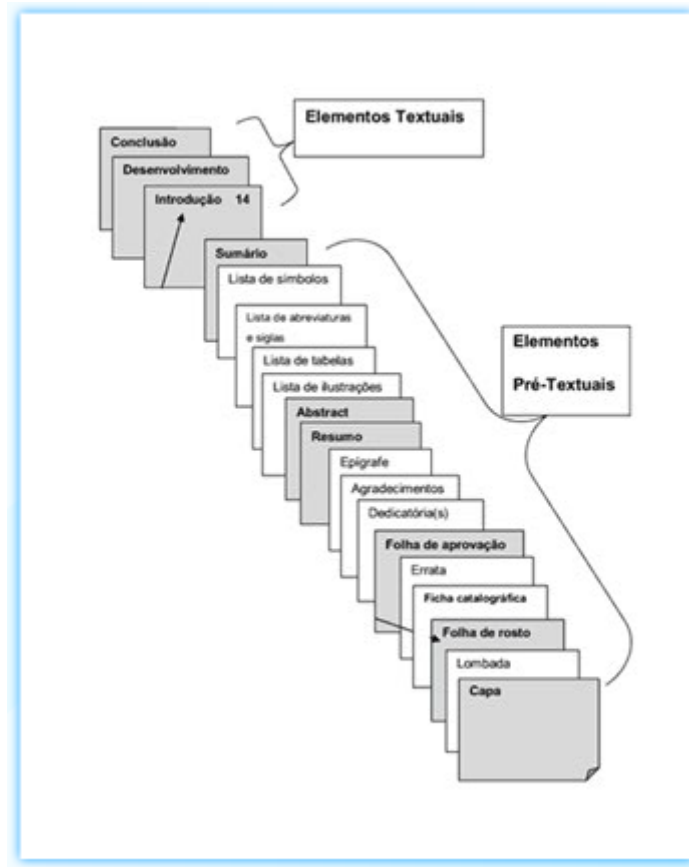 Elementos Textuais
Conclusão
Desenvolvimento
Introdução 14
Sumário
Lista de símbolos
Lista de abreviaturas
e siglas
Lista de tabelas
Lista de ilustrações
Abstract
Resumo
Epígrafe
Agradecimentos
Dedicatória(s)
Folha de aprovação
Errata
Ficha catalográfica
Folha de rosto
Lombada
Capa
Elementos
Pré-Textuais